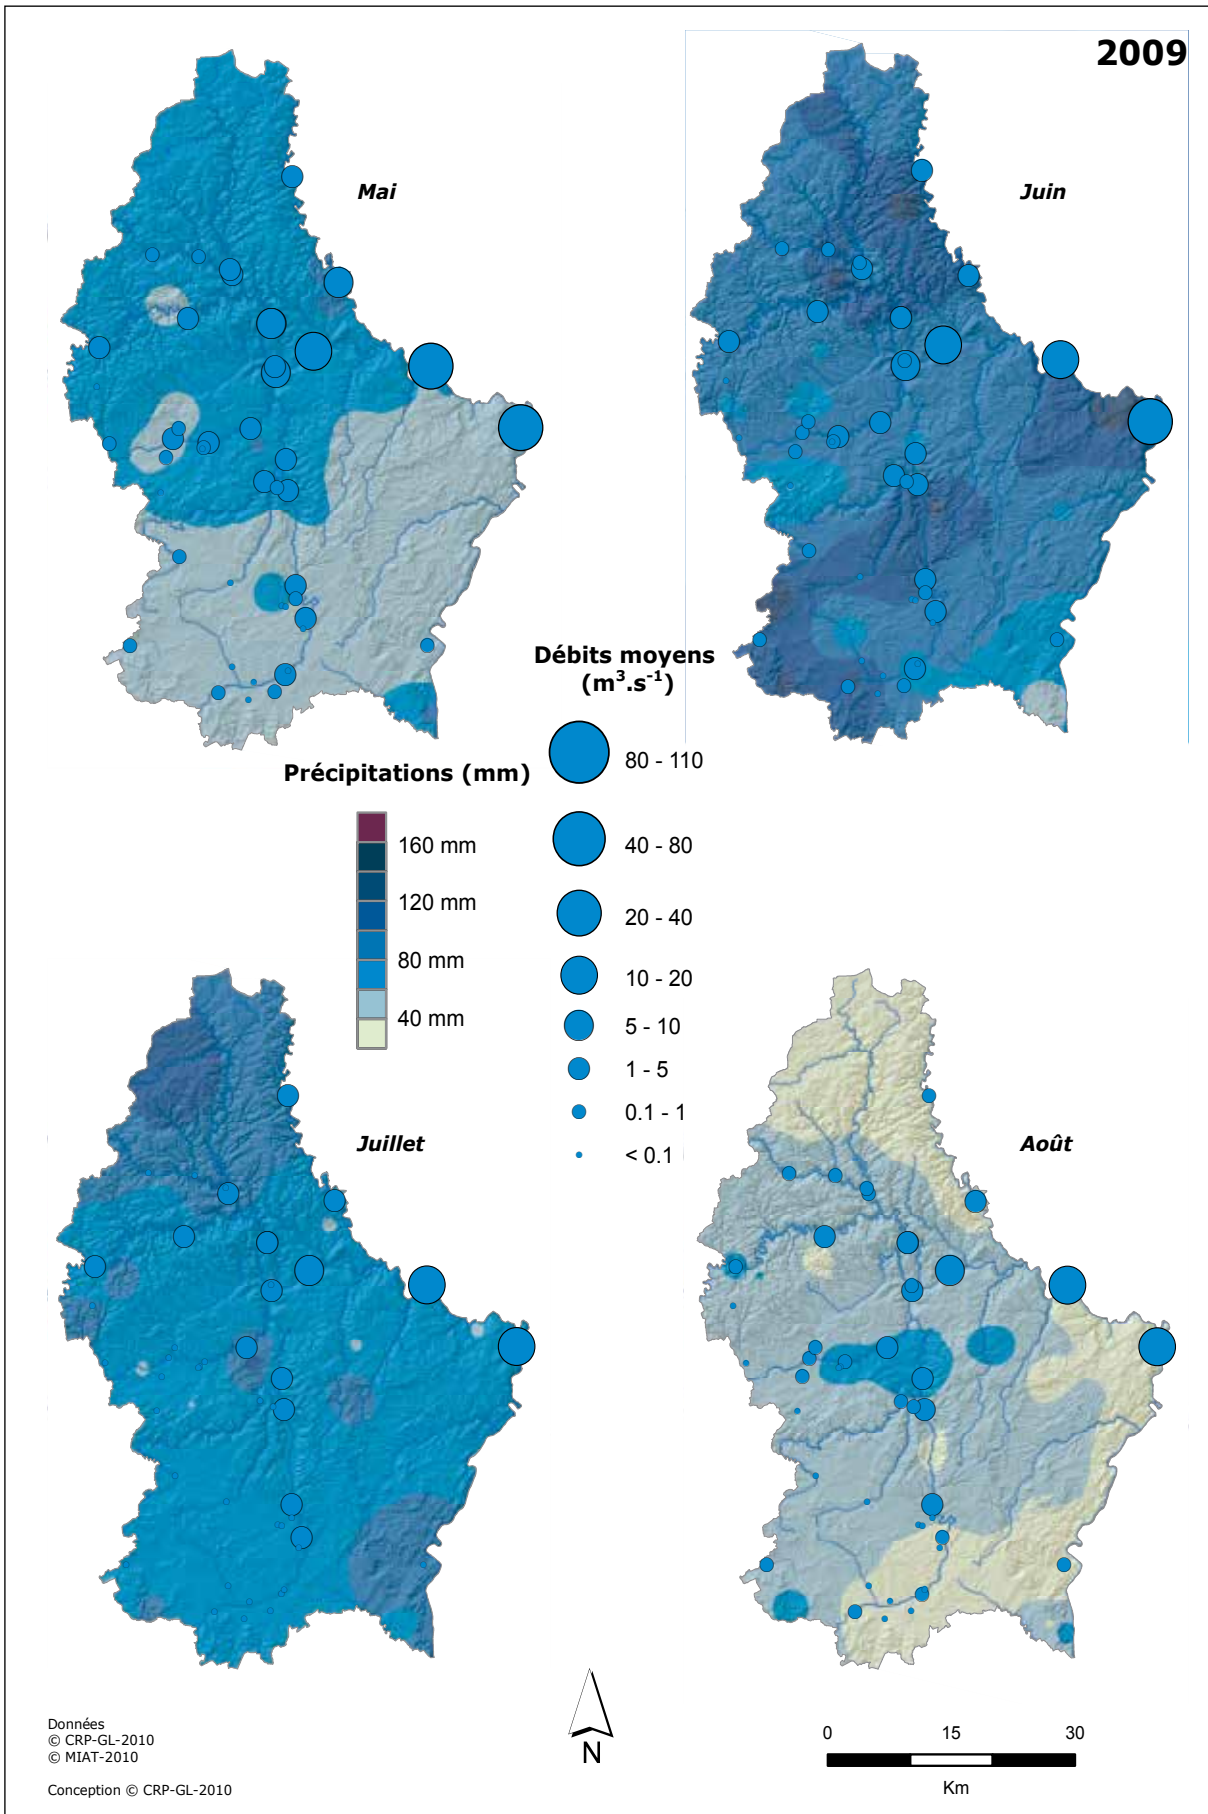 2009
Mai
Juin
Débits moyens
(m³.s⁻¹)
80 - 110
40 - 80
20 - 40
10 - 20
5 - 10
1 - 5
0.1 - 1
< 0.1
Précipitations (mm)
160 mm
120 mm
80 mm
40 mm
Juillet
Août
Données
© CRP-GL-2010
© MIAT-2010
Conception © CRP-GL-2010
N
0 15 30
Km